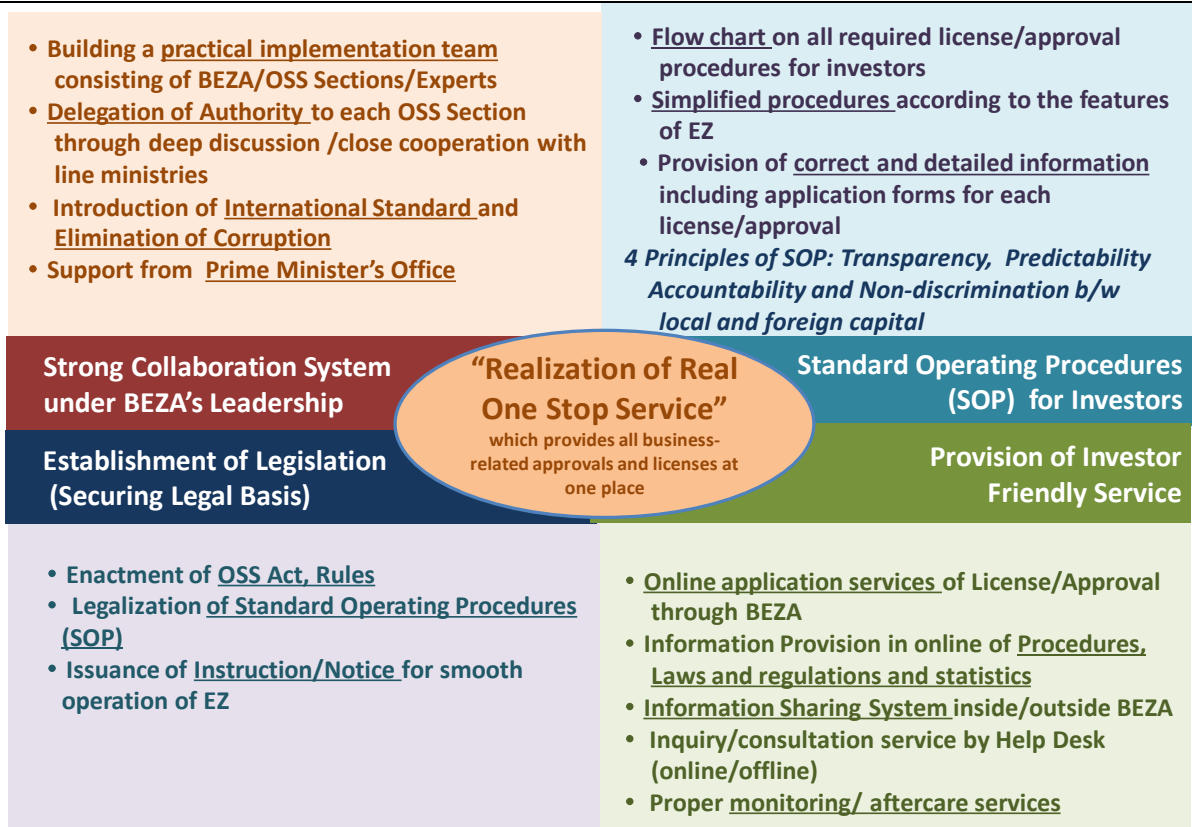 • Building a practical implementation team
consisting of BEZA/OSS Sections/Experts
• Delegation of Authority to each OSS Section
through deep discussion /close cooperation with
line ministries
• Introduction of International Standard and
Elimination of Corruption
• Support from Prime Minister's Office
• Flow chart on all required license/approval
procedures for investors
• Simplified procedures according to the features
of EZ
• Provision of correct and detailed information
including application forms for each
license/approval
4 Principles of SOP: Transparency, Predictability
Accountability and Non-discrimination b/w
local and foreign capital
Strong Collaboration System
under BEZA's Leadership
“Realization of Real
One Stop Service”
which provides all business-
related approvals and licenses at
one place
Standard Operating Procedures
(SOP) for Investors
Establishment of Legislation
(Securing Legal Basis)
Provision of Investor
Friendly Service
• Enactment of OSS Act, Rules
• Legalization of Standard Operating Procedures
(SOP)
• Issuance of Instruction/Notice for smooth
operation of EZ
• Online application services of License/Approval
through BEZA
• Information Provision in online of Procedures,
Laws and regulations and statistics
• Information Sharing System inside/outside BEZA
• Inquiry/consultation service by Help Desk
(online/offline)
• Proper monitoring/ aftercare services